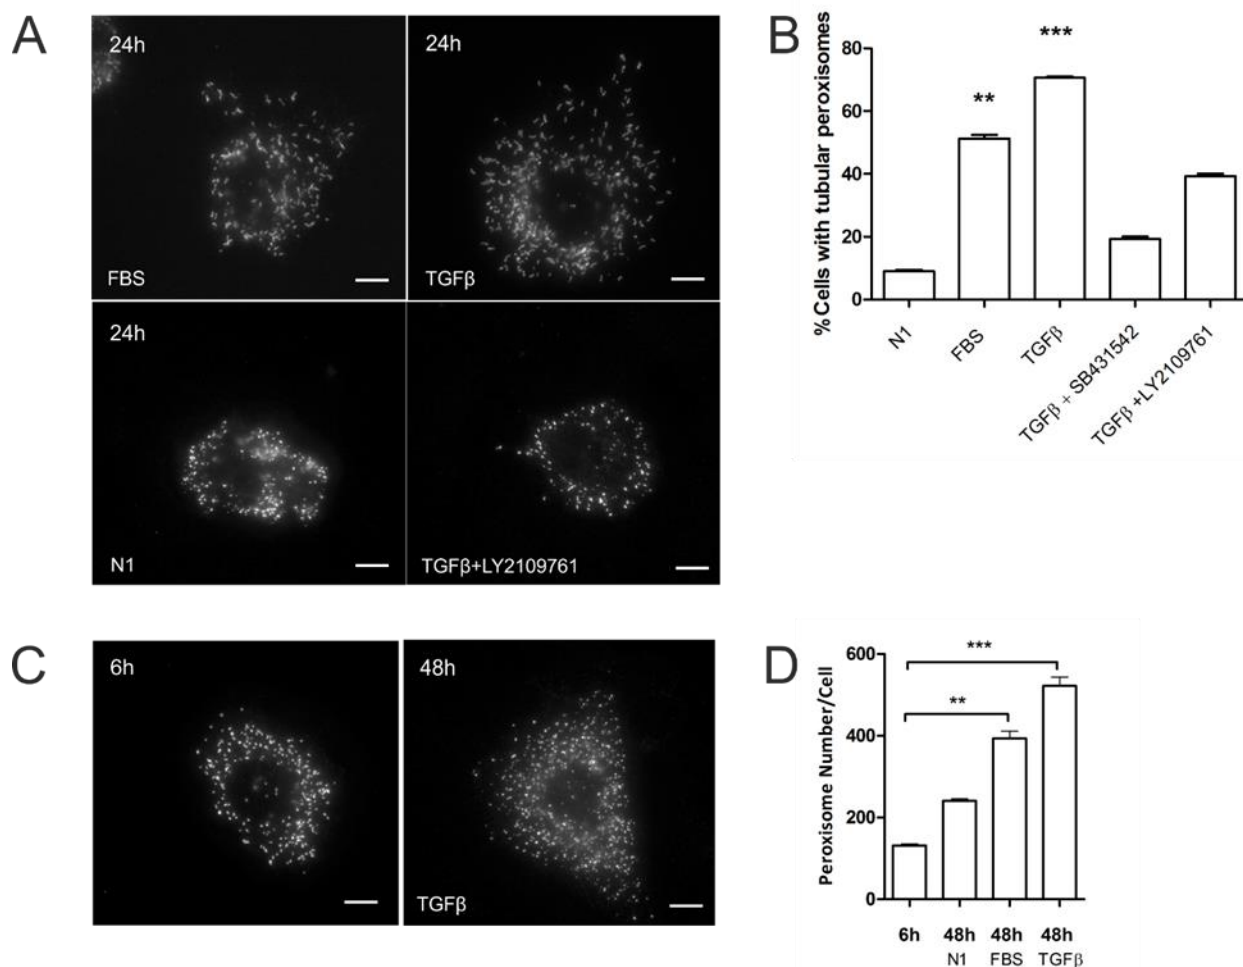 A
24h
24h
FBS
TGFβ
24h
N1
TGFβ+LY2109761
B
%Cells with tubular peroxisomes
80
60
40
20
0
**
***
N1
FBS
TGFβ
TGFβ + SB431542
TGFβ +LY2109761
C
6h
48h
TGFβ
D
Peroxisome Number/Cell
600
400
200
0
***
**
6h 48h 48h 48h
N1 FBS TGFβ